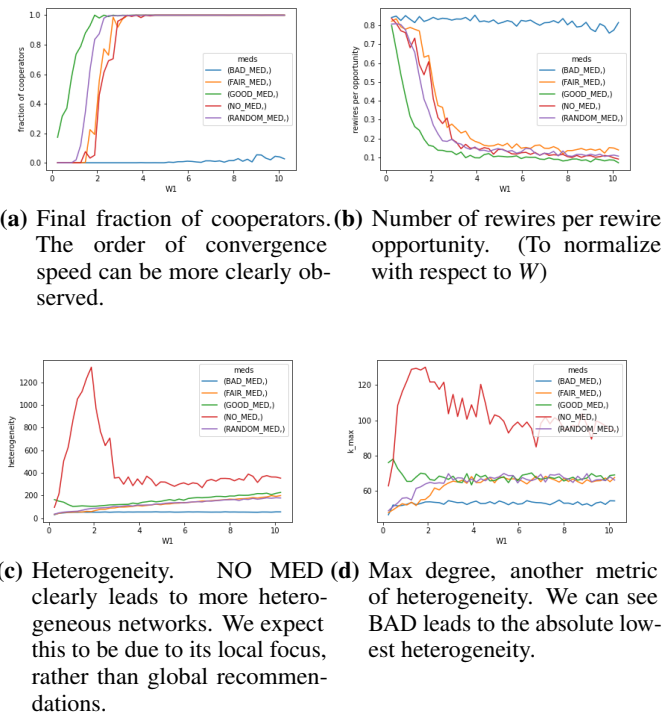 1.0
0.8
0.6
0.4
0.2
0.0
fraction of cooperators
0 2 4 6 8 10
W1
meds
(BAD_MED,)
(FAIR_MED,)
(GOOD_MED,)
(NO_MED,)
(RANDOM_MED,)
0.8
0.7
0.6
0.5
0.4
0.3
0.2
0.1
rewires per opportunity
0 2 4 6 8 10
W1
meds
(BAD_MED,)
(FAIR_MED,)
(GOOD_MED,)
(NO_MED,)
(RANDOM_MED,)
(a) Final fraction of cooperators.
The order of convergence
speed can be more clearly ob-
served.
(b) Number of rewires per rewire
opportunity. (To normalize
with respect to W)
1200
1000
800
600
400
200
0
heterogeneity
0 2 4 6 8 10
W1
meds
(BAD_MED,)
(FAIR_MED,)
(GOOD_MED,)
(NO_MED,)
(RANDOM_MED,)
120
100
80
60
k_max
0 2 4 6 8 10
W1
meds
(BAD_MED,)
(FAIR_MED,)
(GOOD_MED,)
(NO_MED,)
(RANDOM_MED,)
(c) Heterogeneity. NO MED
clearly leads to more hetero-
geneous networks. We expect
this to be due to its local focus,
rather than global recommen-
dations.
(d) Max degree, another metric
of heterogeneity. We can see
BAD leads to the absolute low-
est heterogeneity.